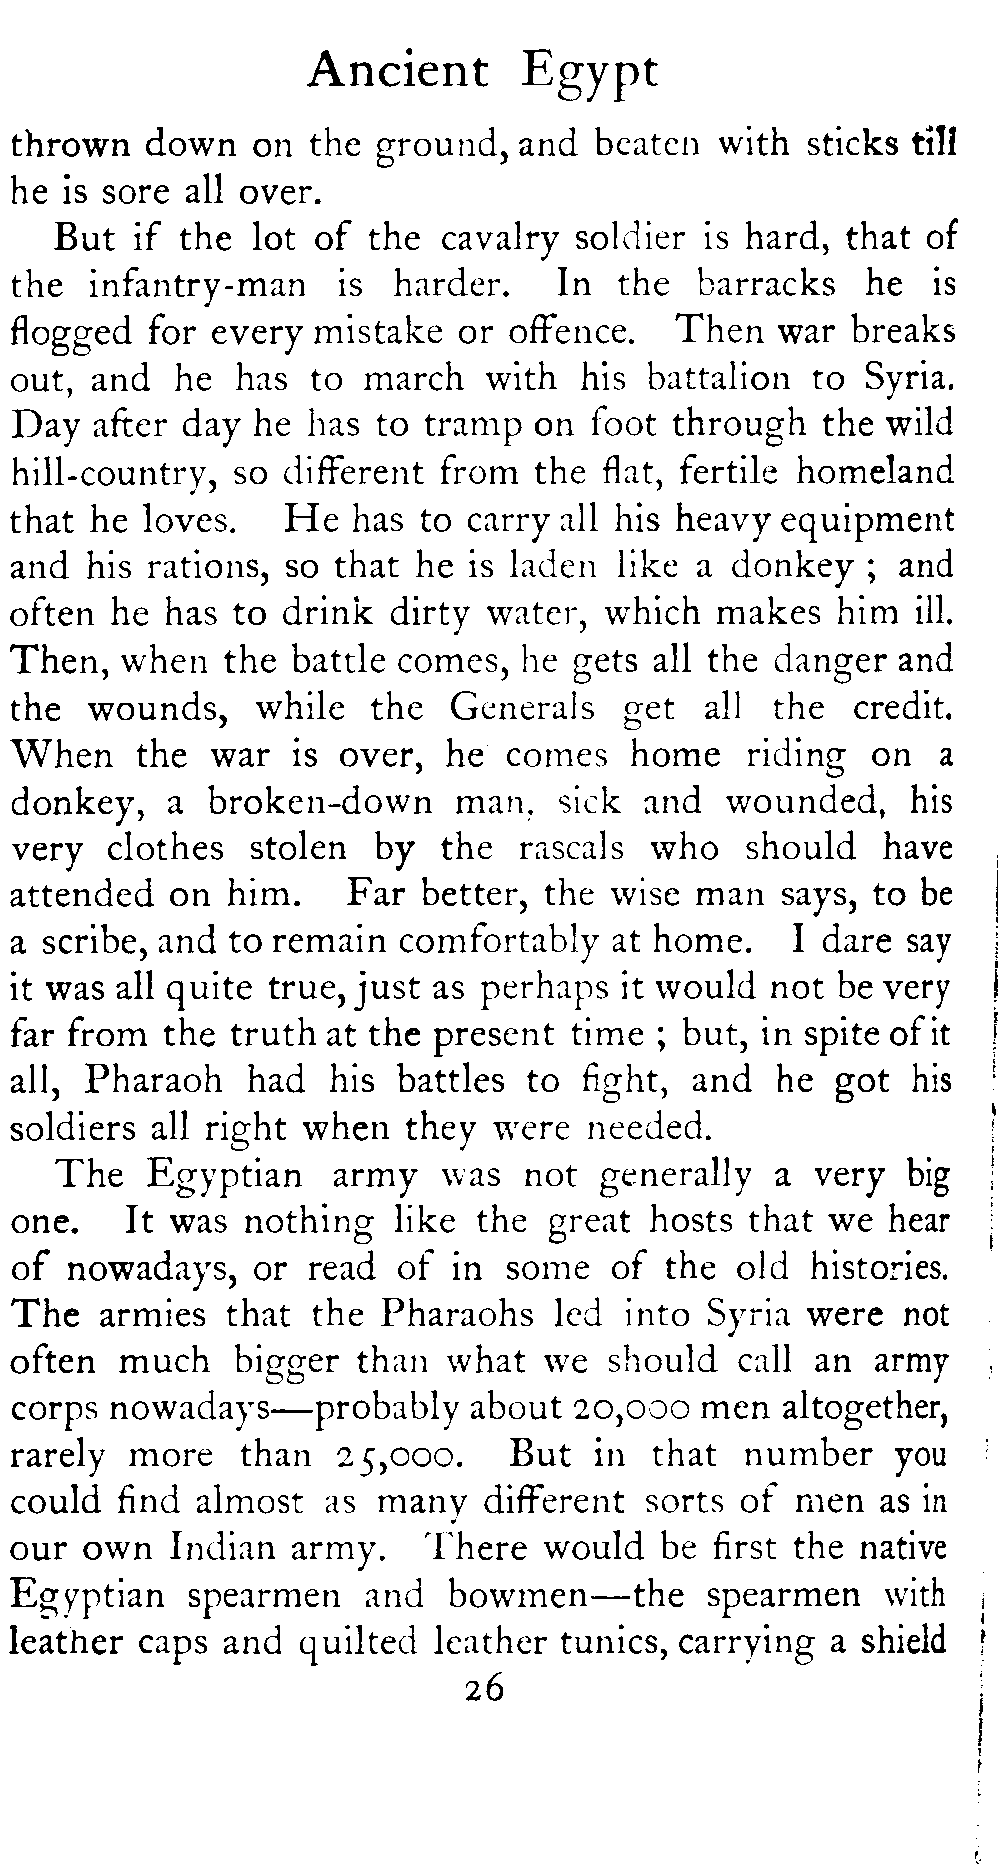 Ancient Egypt
thrown down on the ground, and beaten with sticks till
he is sore all over.
But if the lot of the cavalry soldier is hard, that of
the infantry-man is harder. In the barracks he is
flogged for every mistake or offence. Then war breaks
out, and he has to march with his battalion to Syria.
Day after day he has to tramp on foot through the wild
hill-country, so different from the flat, fertile homeland
that he loves. He has to carry all his heavy equipment
and his rations, so that he is laden like a donkey ; and
often he has to drink dirty water, which makes him ill.
Then, when the battle comes, he gets all the danger and
the wounds, while the Generals get all the credit.
When the war is over, he comes home riding on a
donkey, a broken-down man, sick and wounded, his
very clothes stolen by the rascals who should have
attended on him. Far better, the wise man says, to be
a scribe, and to remain comfortably at home. I dare say
it was all quite true, just as perhaps it would not be very
far from the truth at the present time ; but, in spite of it
all, Pharaoh had his battles to fight, and he got his
soldiers all right when they were needed.
The Egyptian army was not generally a very big
one. It was nothing like the great hosts that we hear
of nowadays, or read of in some of the old histories.
The armies that the Pharaohs led into Syria were not
often much bigger than what we should call an army
corps nowadays—probably about 20,000 men altogether,
rarely more than 25,000. But in that number you
could find almost as many different sorts of men as in
our own Indian army. There would be first the native
Egyptian spearmen and bowmen—the spearmen with
leather caps and quilted leather tunics, carrying a shield
26